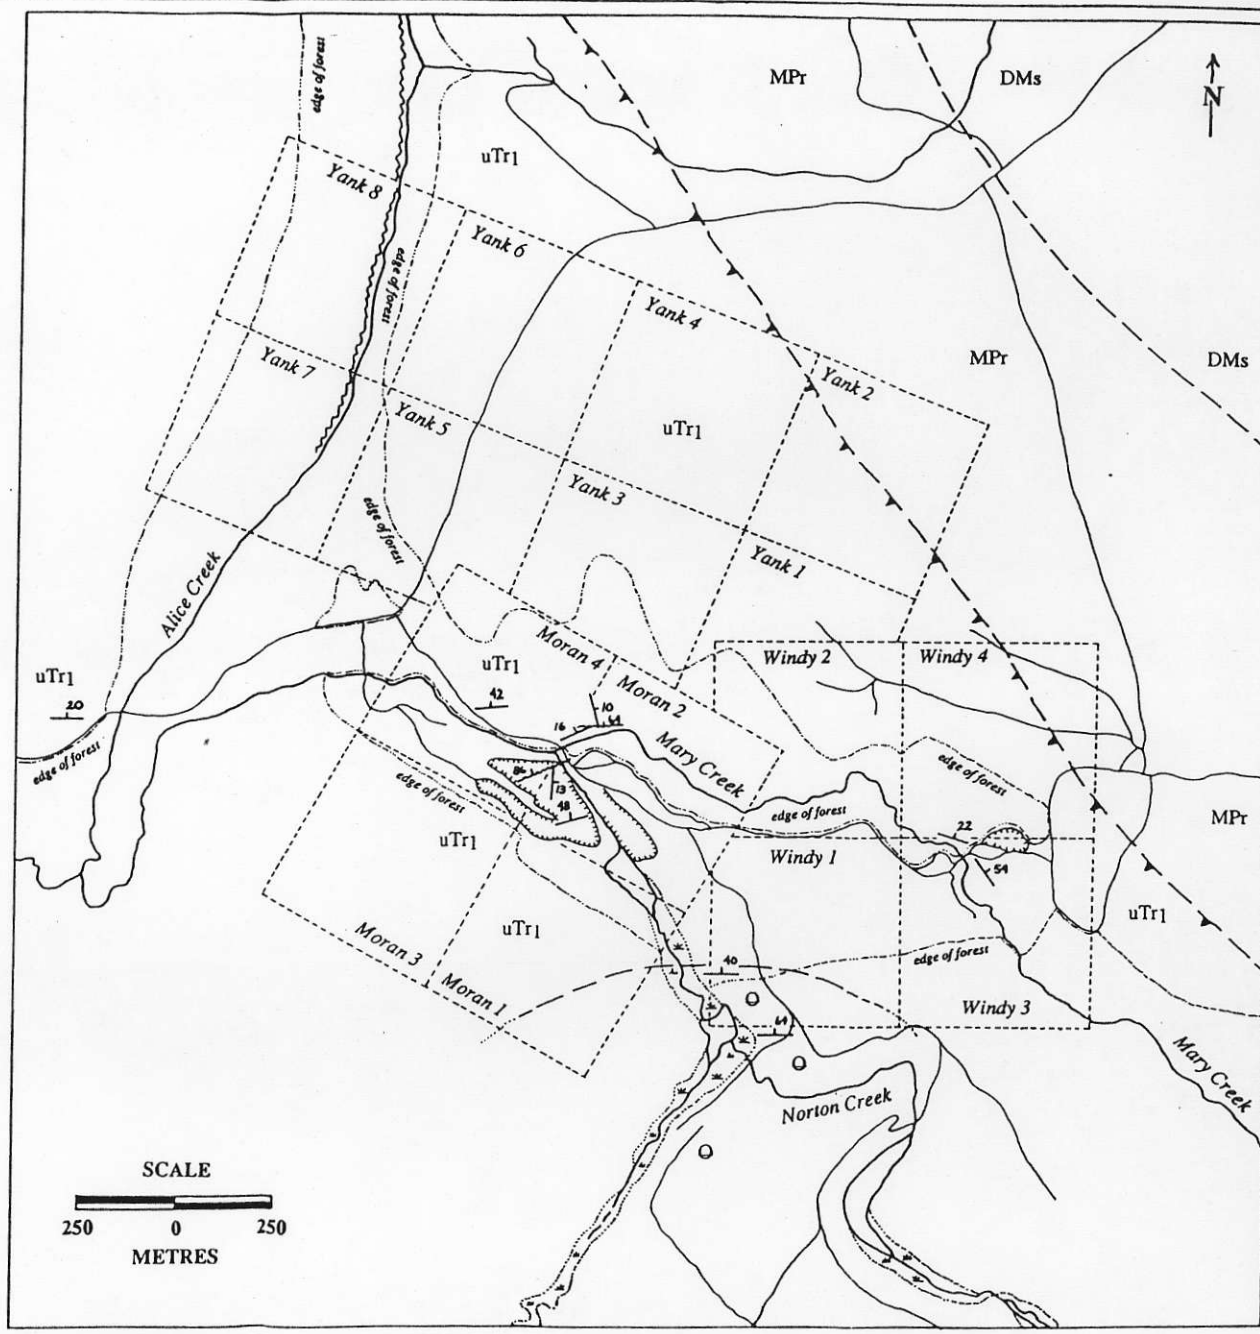 edge of forest
MPr
DMs
N
uTr1
Yank 8
Yank 6
edge of forest
Yank 4
Yank 7
Yank 2
MPr
DMs
Yank 5
uTr1
Yank 3
edge of forest
Yank 1
Alice Creek
Moran 4
Windy 2
Windy 4
uTr1
uTr1
42
20
Moran 2
10
64
16
Mary Creek
edge of forest
edge of forest
edge of forest
13
48
edge of forest
22
MPr
uTr1
Windy 1
54
uTr1
uTr1
Moran 3
edge of forest
40
Moran 1
Windy 3
64
Mary Creek
Norton Creek
SCALE
250 0 250
METRES